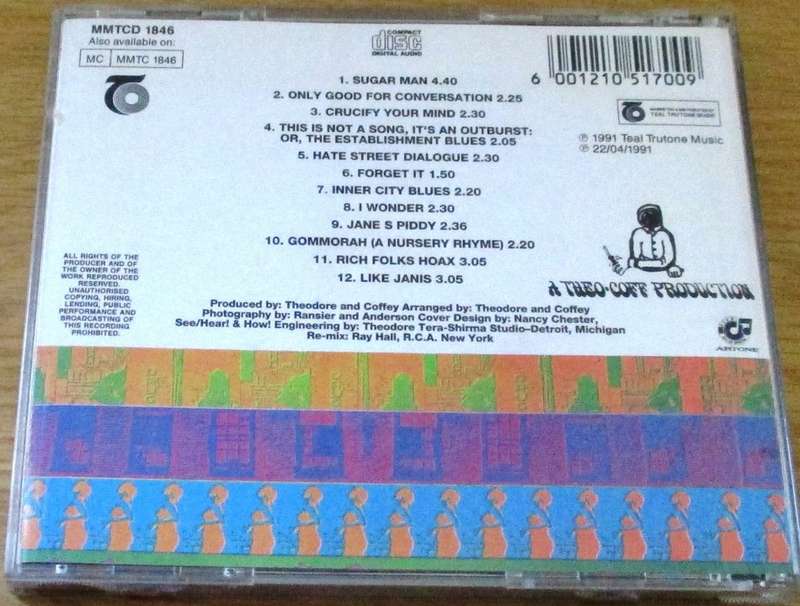 MMTCD 1846
Also available on:
MC MMTC 1846
COMPACT
disc
DIGITAL AUDIO
6 001210 517009
1. SUGAR MAN 4.40
2. ONLY GOOD FOR CONVERSATION 2.25
3. CRUCIFY YOUR MIND 2.30
4. THIS IS NOT A SONG, IT'S AN OUTBURST:
OR, THE ESTABLISHMENT BLUES 2.05
5. HATE STREET DIALOGUE 2.30
6. FORGET IT 1.50
7. INNER CITY BLUES 2.20
8. I WONDER 2.30
9. JANE S PIDDY 2.36
10. GOMMORAH (A NURSERY RHYME) 2.20
11. RICH FOLKS HOAX 3.05
12. LIKE JANIS 3.05
TEAL TRUTONE MUSIC
℗ 1991 Teal Trutone Music
℗ 22/04/1991
A THEO-COFF PRODUCTION
ALL RIGHTS OF THE
PRODUCER AND OF
THE OWNER OF THE
WORK REPRODUCED
RESERVED.
UNAUTHORISED
COPYING, HIRING,
LENDING, PUBLIC
PERFORMANCE AND
BROADCASTING OF
THIS RECORDING
PROHIBITED.
Produced by: Theodore and Coffey Arranged by: Theodore and Coffey
Photography by: Ransier and Anderson Cover Design by: Nancy Chester,
See/Hear! & How! Engineering by: Theodore Tera-Shirma Studio–Detroit, Michigan
Re-mix: Ray Hall, R.C.A. New York
ARTONE